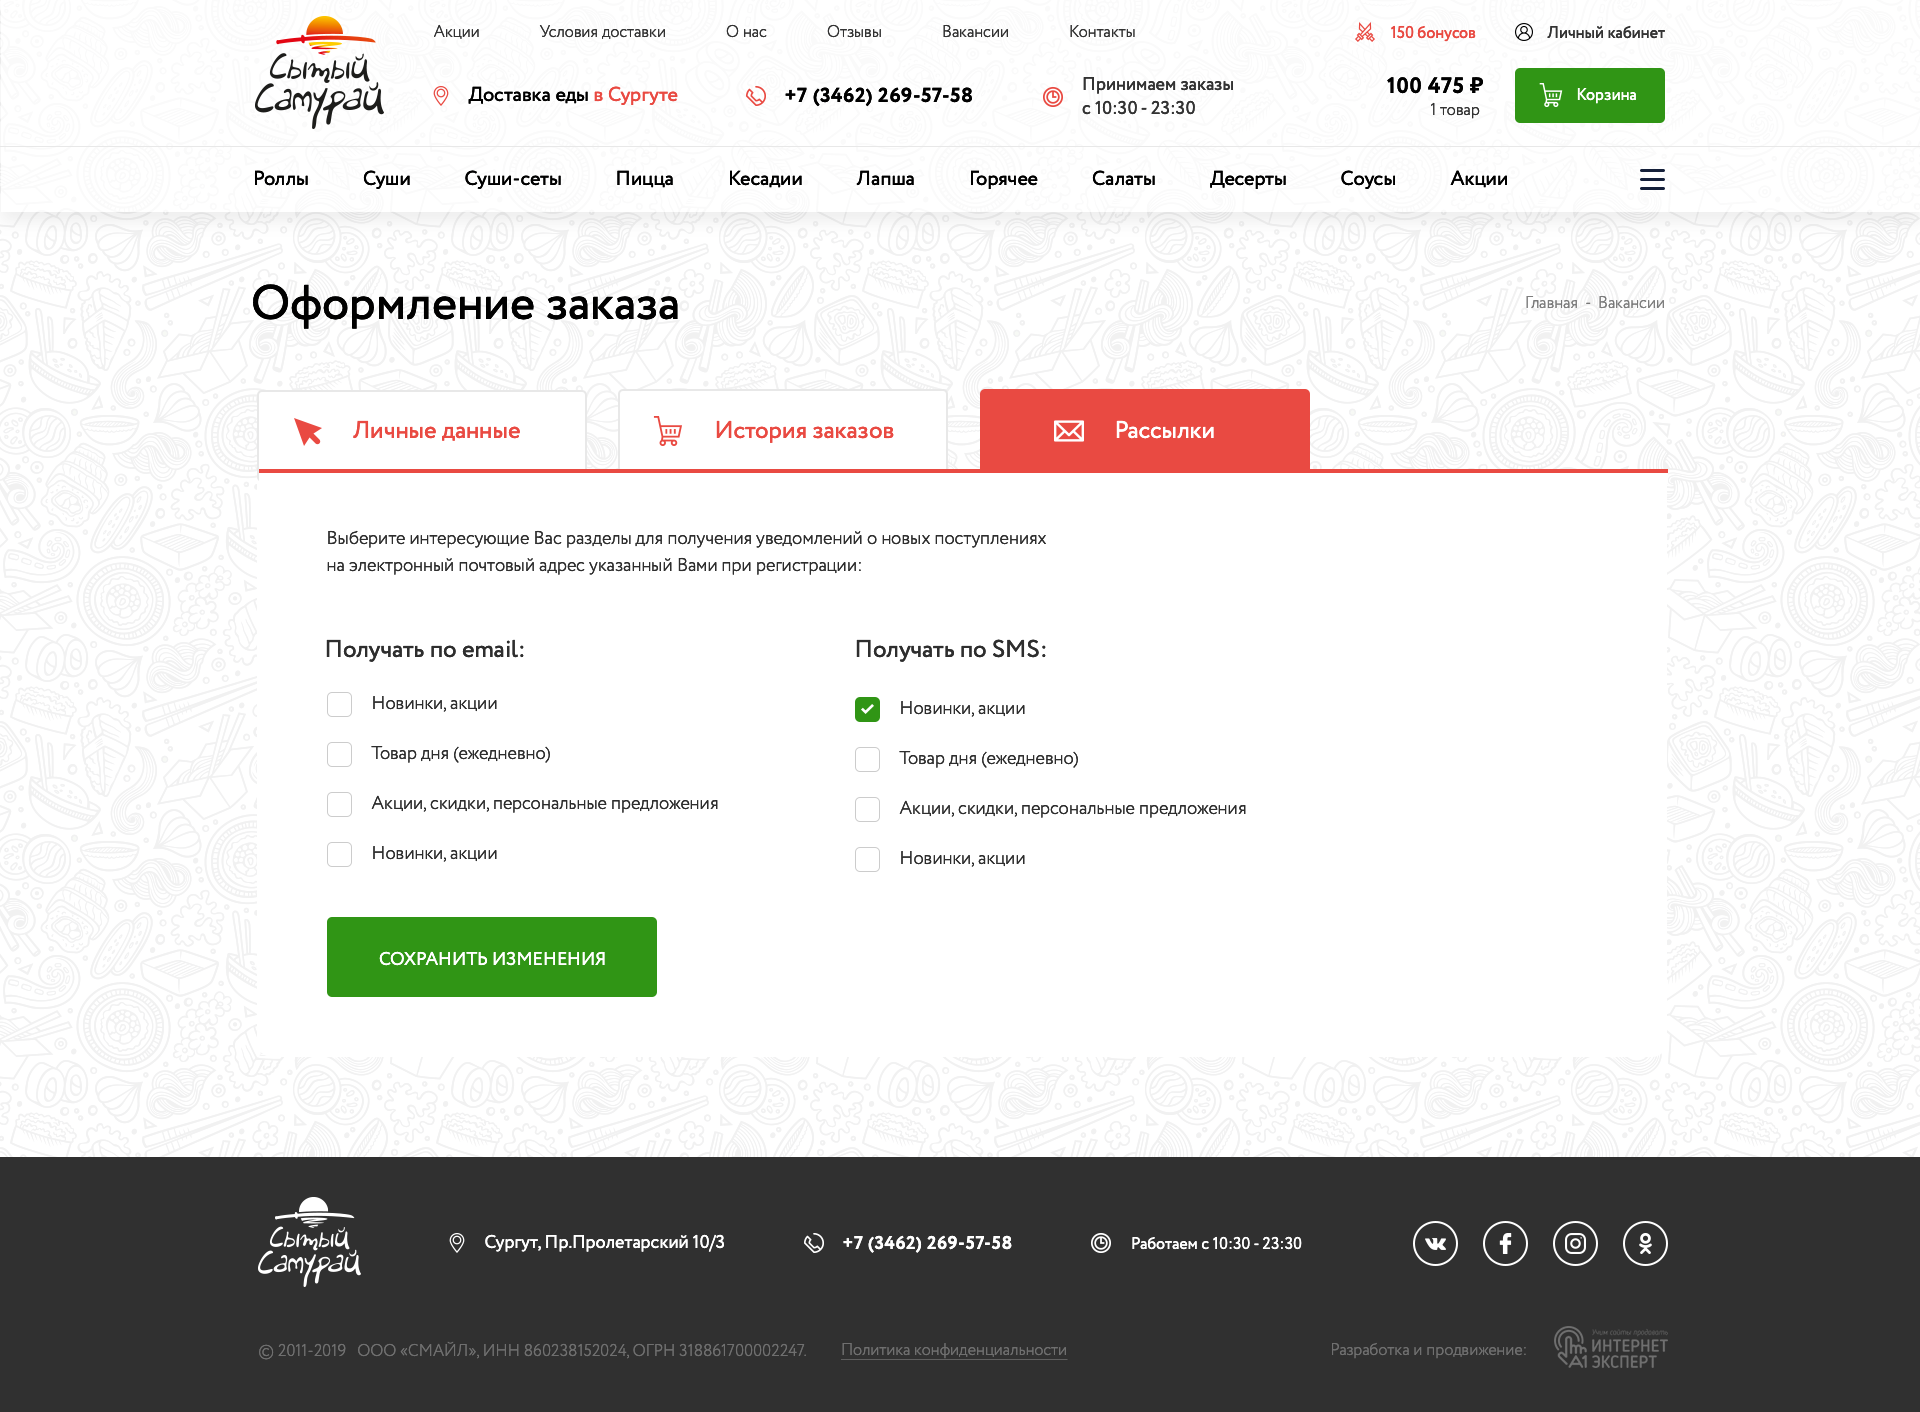 Акции Условия доставки О нас Отзывы Вакансии Контакты 150 бонусов Личный кабинет
Сытый
Самурай
Доставка еды в Сургуте +7 (3462) 269-57-58
Принимаем заказы
с 10:30 - 23:30
100 475 ₽
1 товар
Корзина
Роллы Суши Суши-сеты Пицца Кесадии Лапша Горячее Салаты Десерты Соусы Акции
Оформление заказа
Главная - Вакансии
Личные данные История заказов Рассылки
Выберите интересующие Вас разделы для получения уведомлений о новых поступлениях
на электронный почтовый адрес указанный Вами при регистрации:
Получать по email:
Новинки, акции
Товар дня (ежедневно)
Акции, скидки, персональные предложения
Новинки, акции
Получать по SMS:
Новинки, акции
Товар дня (ежедневно)
Акции, скидки, персональные предложения
Новинки, акции
СОХРАНИТЬ ИЗМЕНЕНИЯ
Сытый
Самурай
Сургут, Пр.Пролетарский 10/3 +7 (3462) 269-57-58 Работаем с 10:30 - 23:30
© 2011-2019 ООО «СМАЙЛ», ИНН 860238152024, ОГРН 318861700002247. Политика конфиденциальности Разработка и продвижение:
Учим сайты продавать
ИНТЕРНЕТ
ЭКСПЕРТ